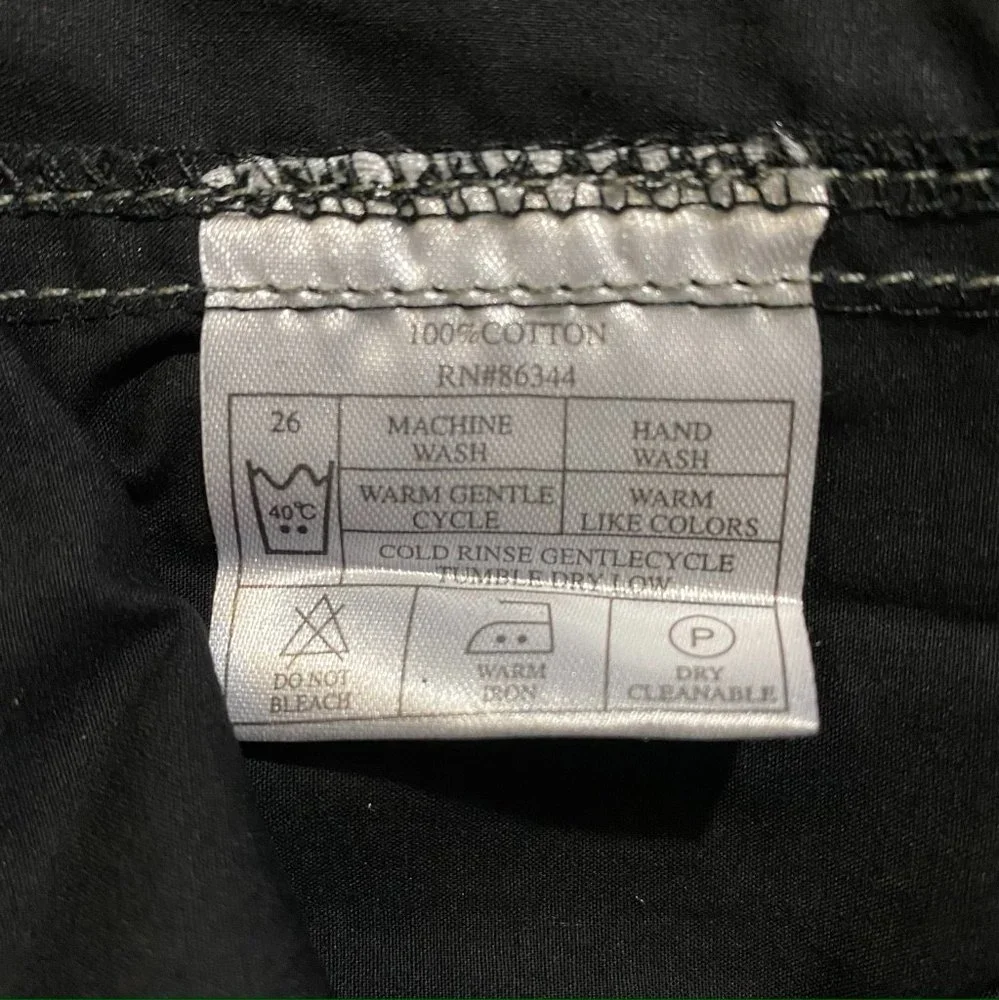 100%COTTON
RN#86344
26
40°C
MACHINE
WASH
HAND
WASH
WARM GENTLE
CYCLE
WARM
LIKE COLORS
COLD RINSE GENTLECYCLE
TUMBLE DRY LOW
DO NOT
BLEACH
WARM
IRON
P
DRY
CLEANABLE